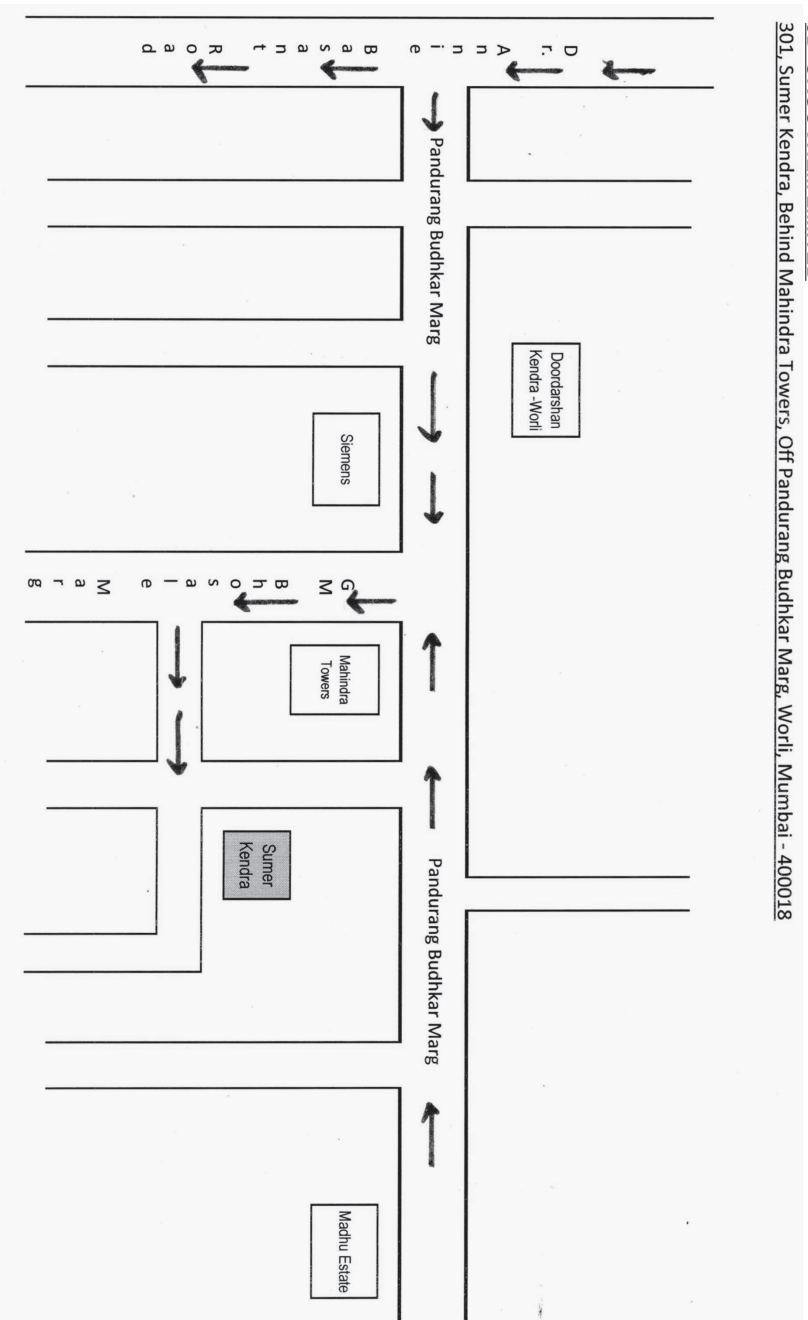 301, Sumer Kendra, Behind Mahindra Towers, Off Pandurang Budhkar Marg, Worli, Mumbai - 400018
Dr. Annie Basant Road
Pandurang Budhkar Marg
Doordarshan
Kendra -Worli
Siemens
GM Bhosale Marg
Mahindra
Towers
Sumer
Kendra
Pandurang Budhkar Marg
Madhu Estate